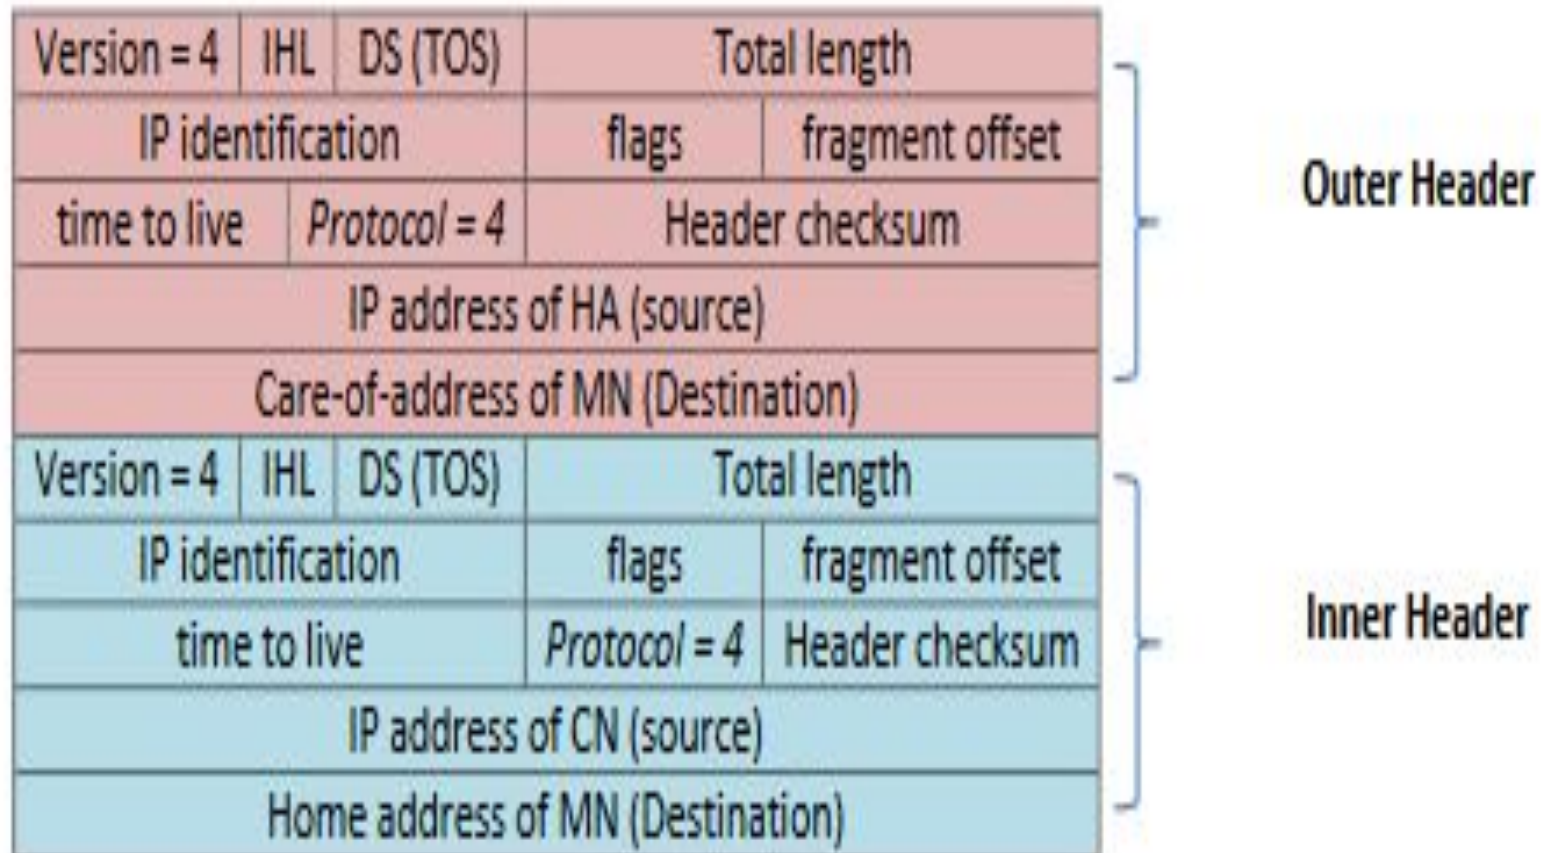 Version = 4 IHL DS (TOS) Total length
IP identification flags fragment offset
time to live Protocol = 4 Header checksum
IP address of HA (source)
Care-of-address of MN (Destination)
Outer Header
Version = 4 IHL DS (TOS) Total length
IP identification flags fragment offset
time to live Protocol = 4 Header checksum
IP address of CN (source)
Home address of MN (Destination)
Inner Header